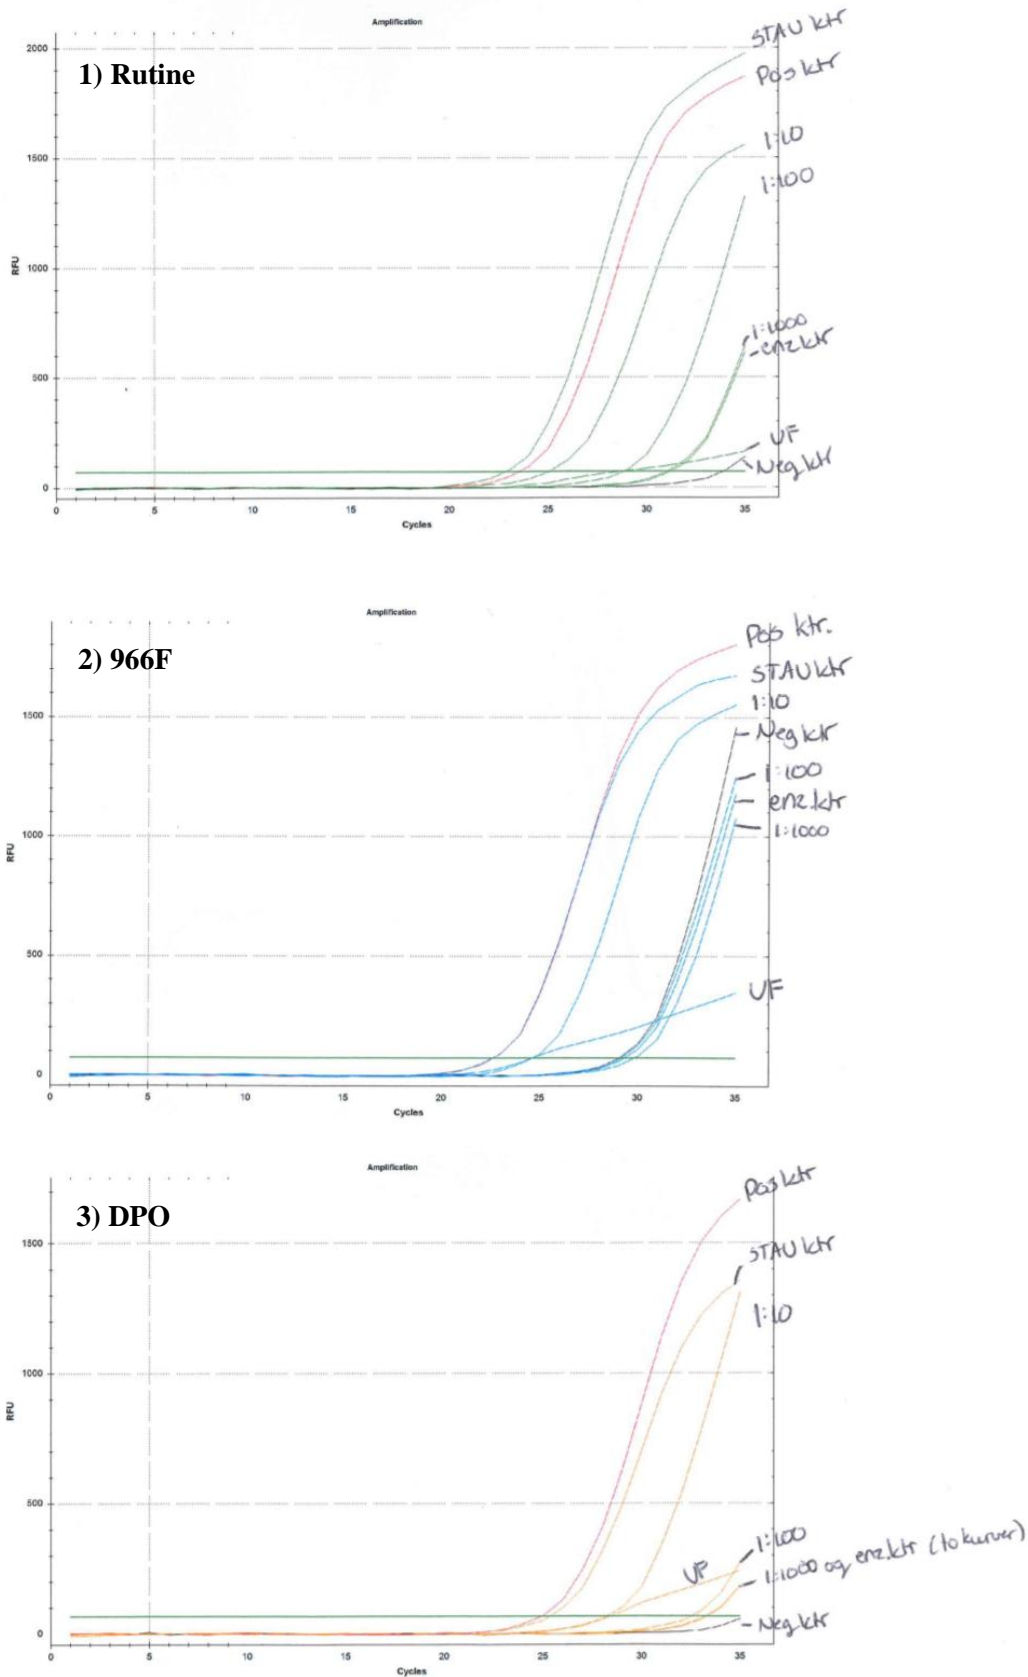 Amplification
1) Rutine
RFU
2000
1500
1000
500
0
0 5 10 15 20 25 30 35
Cycles
STAU ktr
Pos ktr
1:10
1:100
1:1000
enz.ktr
UF
Neg ktr
Amplification
2) 966F
RFU
1500
1000
500
0
0 5 10 15 20 25 30 35
Cycles
Pos ktr.
STAU ktr
1:10
Neg ktr
1:100
enz.ktr
1:1000
UF
Amplification
3) DPO
RFU
1500
1000
500
0
0 5 10 15 20 25 30 35
Cycles
Pos ktr
STAU ktr
1:10
1:100
UF
1:1000 og enz.ktr (to kurver)
Neg.ktr